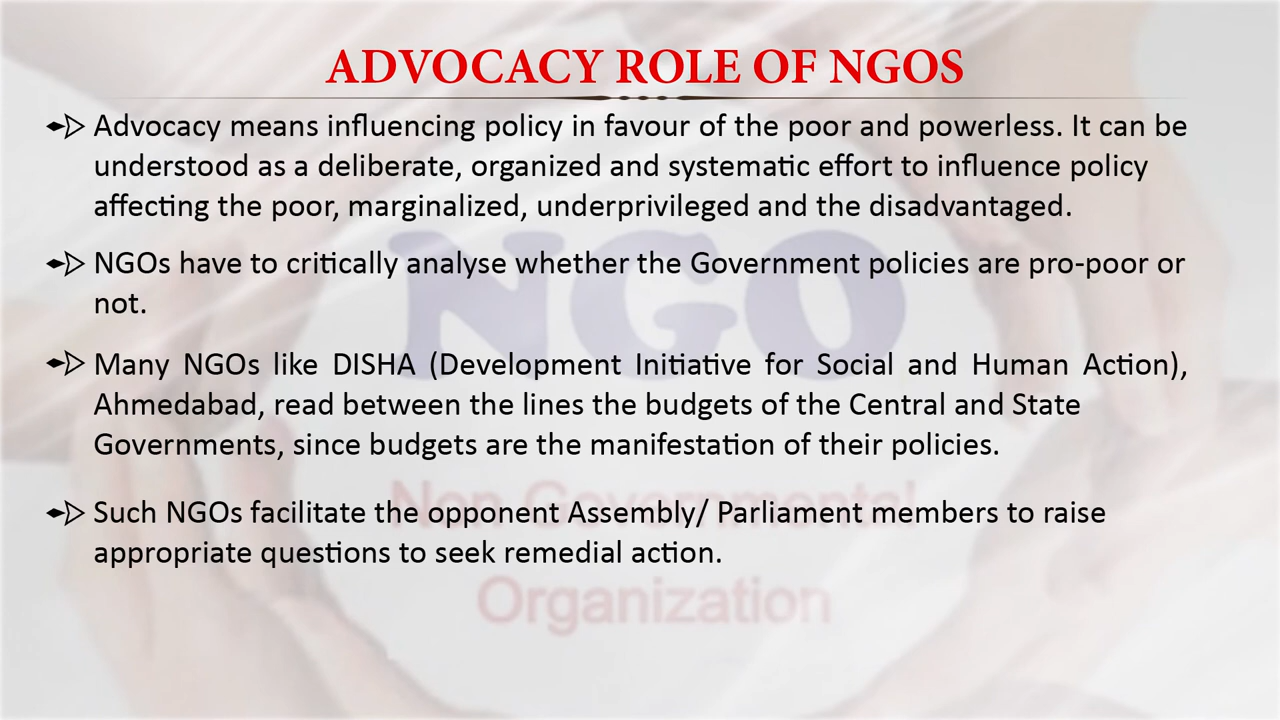 ADVOCACY ROLE OF NGOS
Advocacy means influencing policy in favour of the poor and powerless. It can be
understood as a deliberate, organized and systematic effort to influence policy
affecting the poor, marginalized, underprivileged and the disadvantaged.
NGOs have to critically analyse whether the Government policies are pro-poor or
not.
Many NGOs like DISHA (Development Initiative for Social and Human Action),
Ahmedabad, read between the lines the budgets of the Central and State
Governments, since budgets are the manifestation of their policies.
Such NGOs facilitate the opponent Assembly/ Parliament members to raise
appropriate questions to seek remedial action.
NGO
Non Governmental
Organization